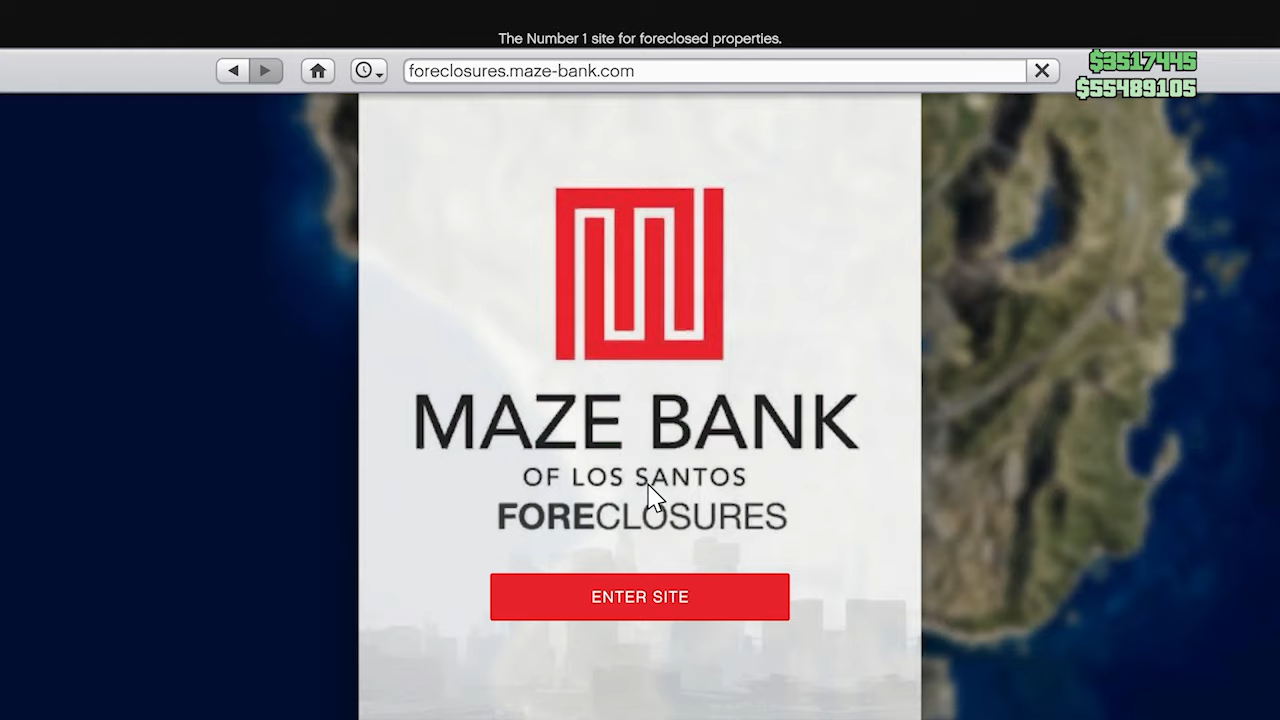 The Number 1 site for foreclosed properties.
foreclosures.maze-bank.com
$3517445
$55489105
MAZE BANK
OF LOS SANTOS
FORECLOSURES
ENTER SITE